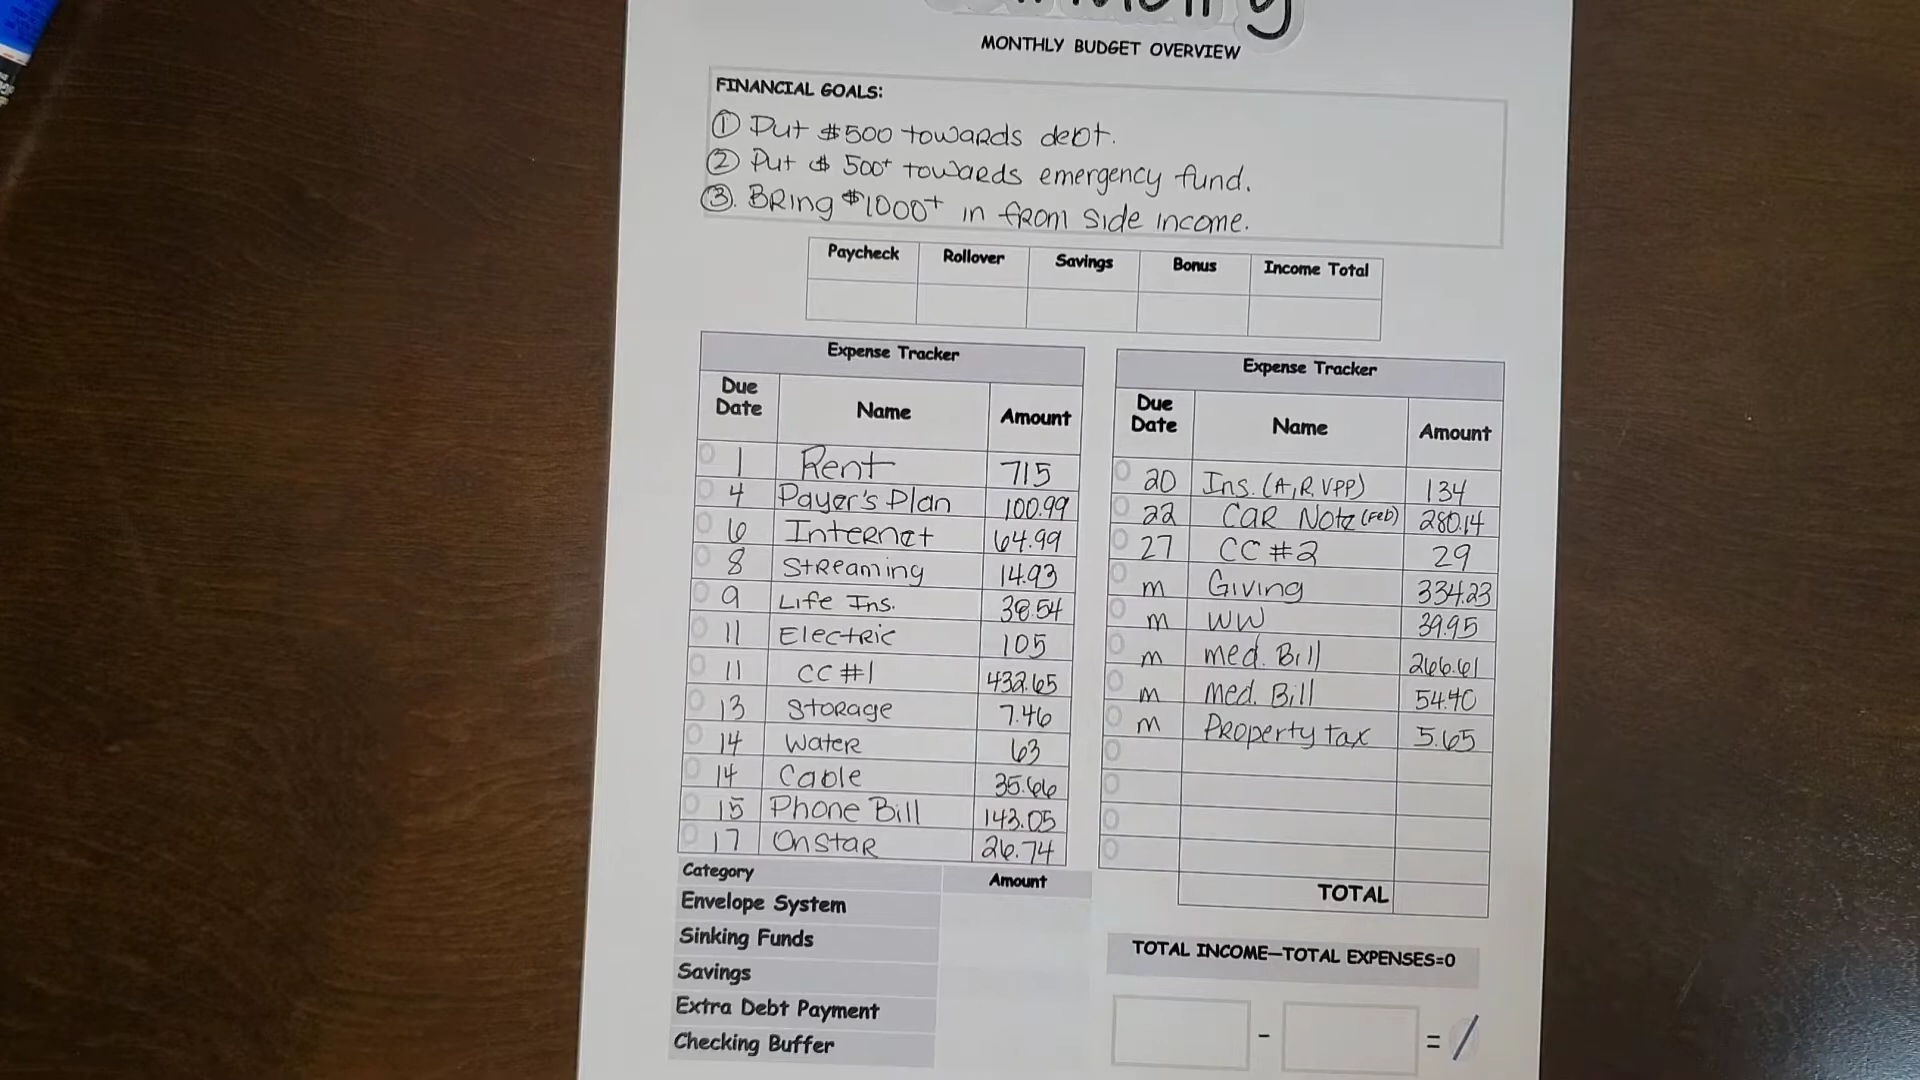 MONTHLY BUDGET OVERVIEW
FINANCIAL GOALS:
① Put $500 towards debt.
② Put $ 500+ towards emergency fund.
③. Bring $1000+ in from side income.
Paycheck Rollover Savings Bonus Income Total
Expense Tracker
Due Date Name Amount
1 Rent 715
4 Payer's Plan 100.99
6 Internet 64.99
8 Streaming 14.93
9 Life Ins. 38.54
11 Electric 105
11 CC #1 432.65
13 Storage 7.46
14 Water 63
14 Cable 35.66
15 Phone Bill 143.05
17 OnStar 26.74
Expense Tracker
Due Date Name Amount
20 Ins. (A,R,VPP) 134
22 Car Note (Feb) 280.14
27 CC #2 29
m Giving 334.23
m WW 39.95
m med. Bill 266.61
m med. Bill 54.40
m Property tax 5.65
TOTAL
Category Amount
Envelope System
Sinking Funds
Savings
Extra Debt Payment
Checking Buffer
TOTAL INCOME—TOTAL EXPENSES=0
- = /